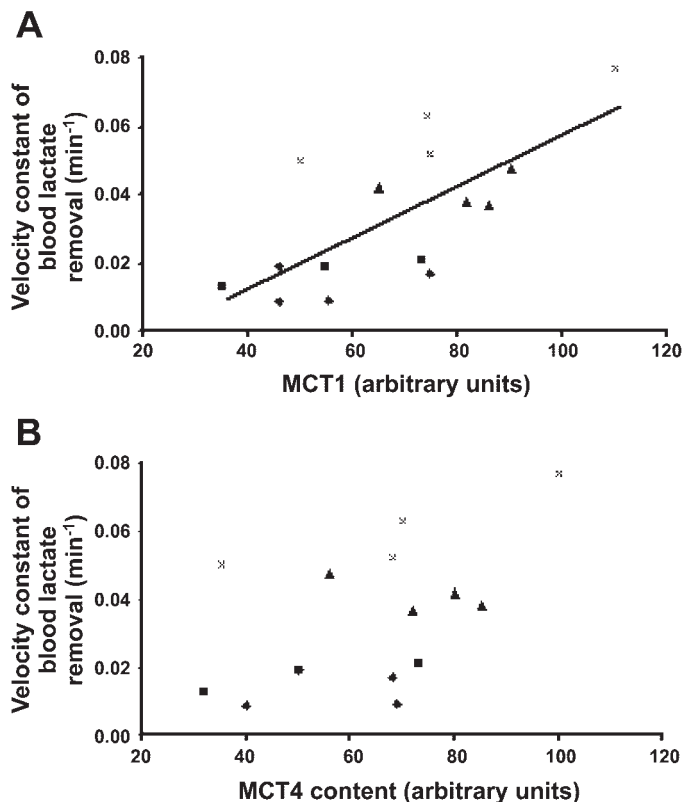 A
Velocity constant of
blood lactate
removal (min⁻¹)
0.08
0.06
0.04
0.02
0.00
20 40 60 80 100 120
MCT1 (arbitrary units)
B
Velocity constant of
blood lactate
removal (min⁻¹)
0.08
0.06
0.04
0.02
0.00
20 40 60 80 100 120
MCT4 content (arbitrary units)